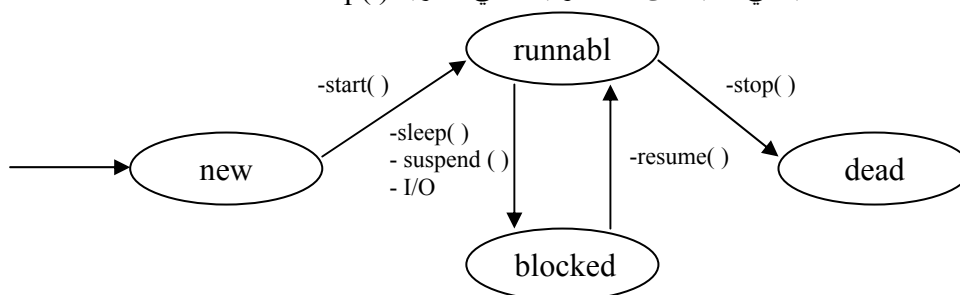 runnabl
-start( )
-stop( )
-sleep( )
- suspend ( )
- I/O
-resume( )
new
dead
blocked